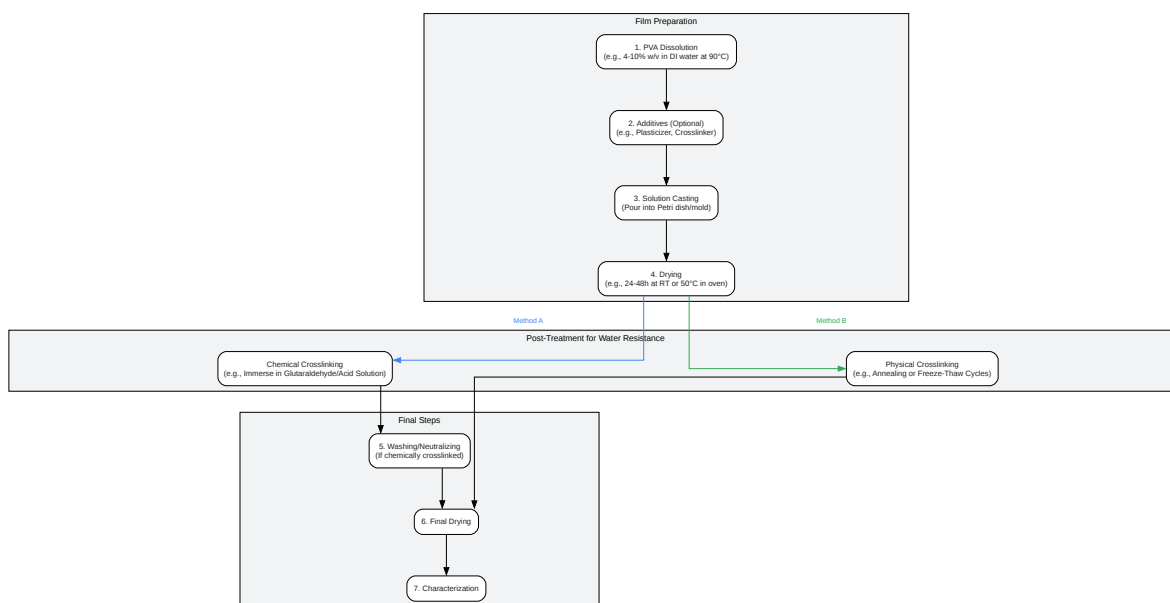 Film Preparation
1. PVA Dissolution
(e.g., 4-10% w/v in DI water at 90°C)
2. Additives (Optional)
(e.g., Plasticizer, Crosslinker)
3. Solution Casting
(Pour into Petri dish/mold)
4. Drying
(e.g., 24-48h at RT or 50°C in oven)
Method A
Method B
Post-Treatment for Water Resistance
Chemical Crosslinking
(e.g., Immerse in Glutaraldehyde/Acid Solution)
Physical Crosslinking
(e.g., Annealing or Freeze-Thaw Cycles)
Final Steps
5. Washing/Neutralizing
(If chemically crosslinked)
6. Final Drying
7. Characterization